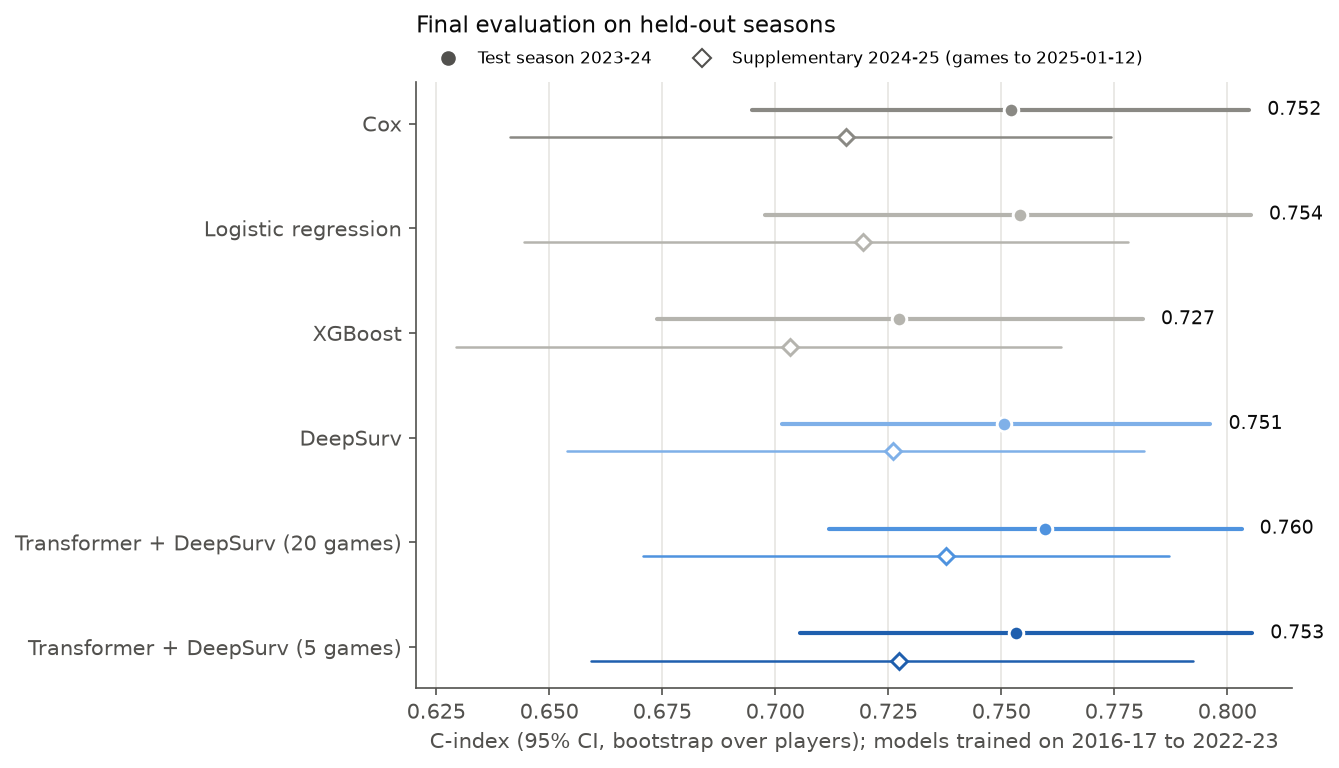 Final evaluation on held-out seasons
Test season 2023-24
Supplementary 2024-25 (games to 2025-01-12)
Cox
0.752
Logistic regression
0.754
XGBoost
0.727
DeepSurv
0.751
Transformer + DeepSurv (20 games)
0.760
Transformer + DeepSurv (5 games)
0.753
0.625 0.650 0.675 0.700 0.725 0.750 0.775 0.800
C-index (95% CI, bootstrap over players); models trained on 2016-17 to 2022-23